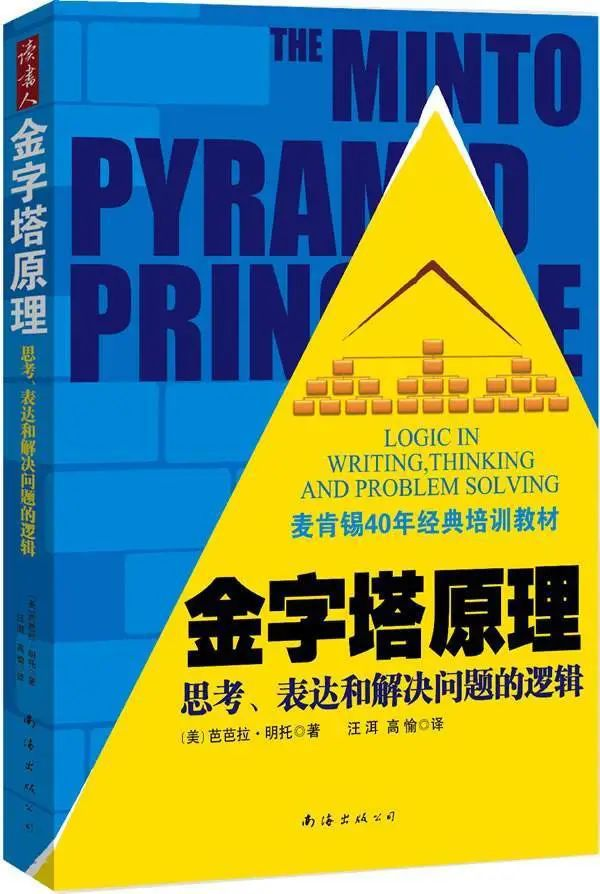 读书人
金字塔原理
思考、表达和解决问题的逻辑
(美)芭芭拉·明托◎著
汪洱 高愉◎译
南海出版公司
THE MINTO
PYRAMID
PRINCIPLE
LOGIC IN
WRITING,THINKING
AND PROBLEM SOLVING
麦肯锡40年经典培训教材
金字塔原理
思考、表达和解决问题的逻辑
(美)芭芭拉·明托◎著 汪洱 高愉◎译
南海出版公司